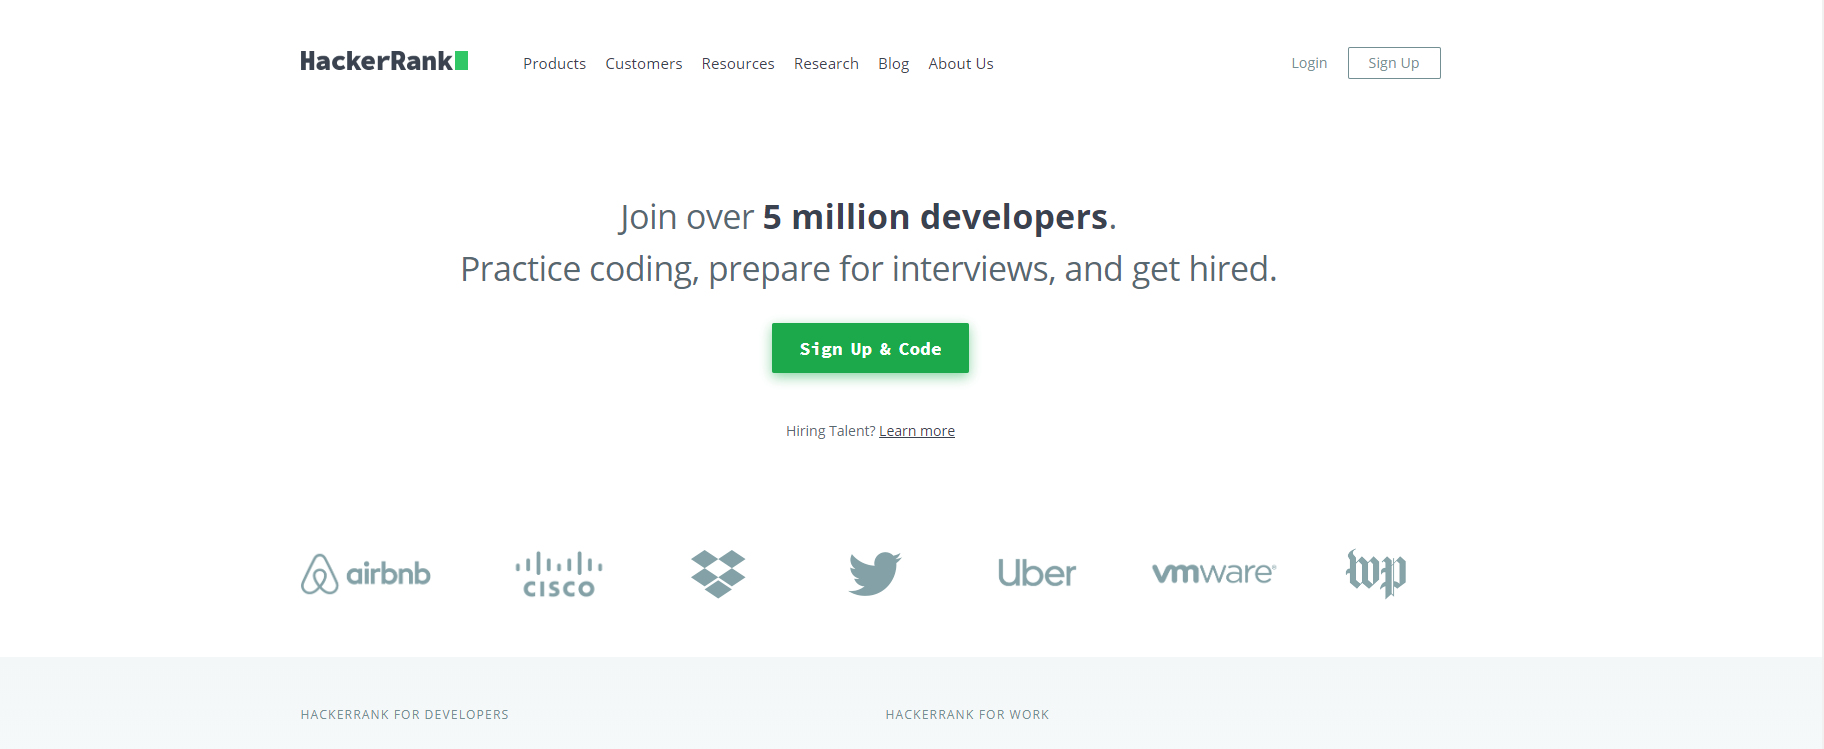 HackerRank
Products Customers Resources Research Blog About Us
Login Sign Up
Join over 5 million developers.
Practice coding, prepare for interviews, and get hired.
Sign Up & Code
Hiring Talent? Learn more
airbnb CISCO Uber vmware® wp
HACKERRANK FOR DEVELOPERS HACKERRANK FOR WORK